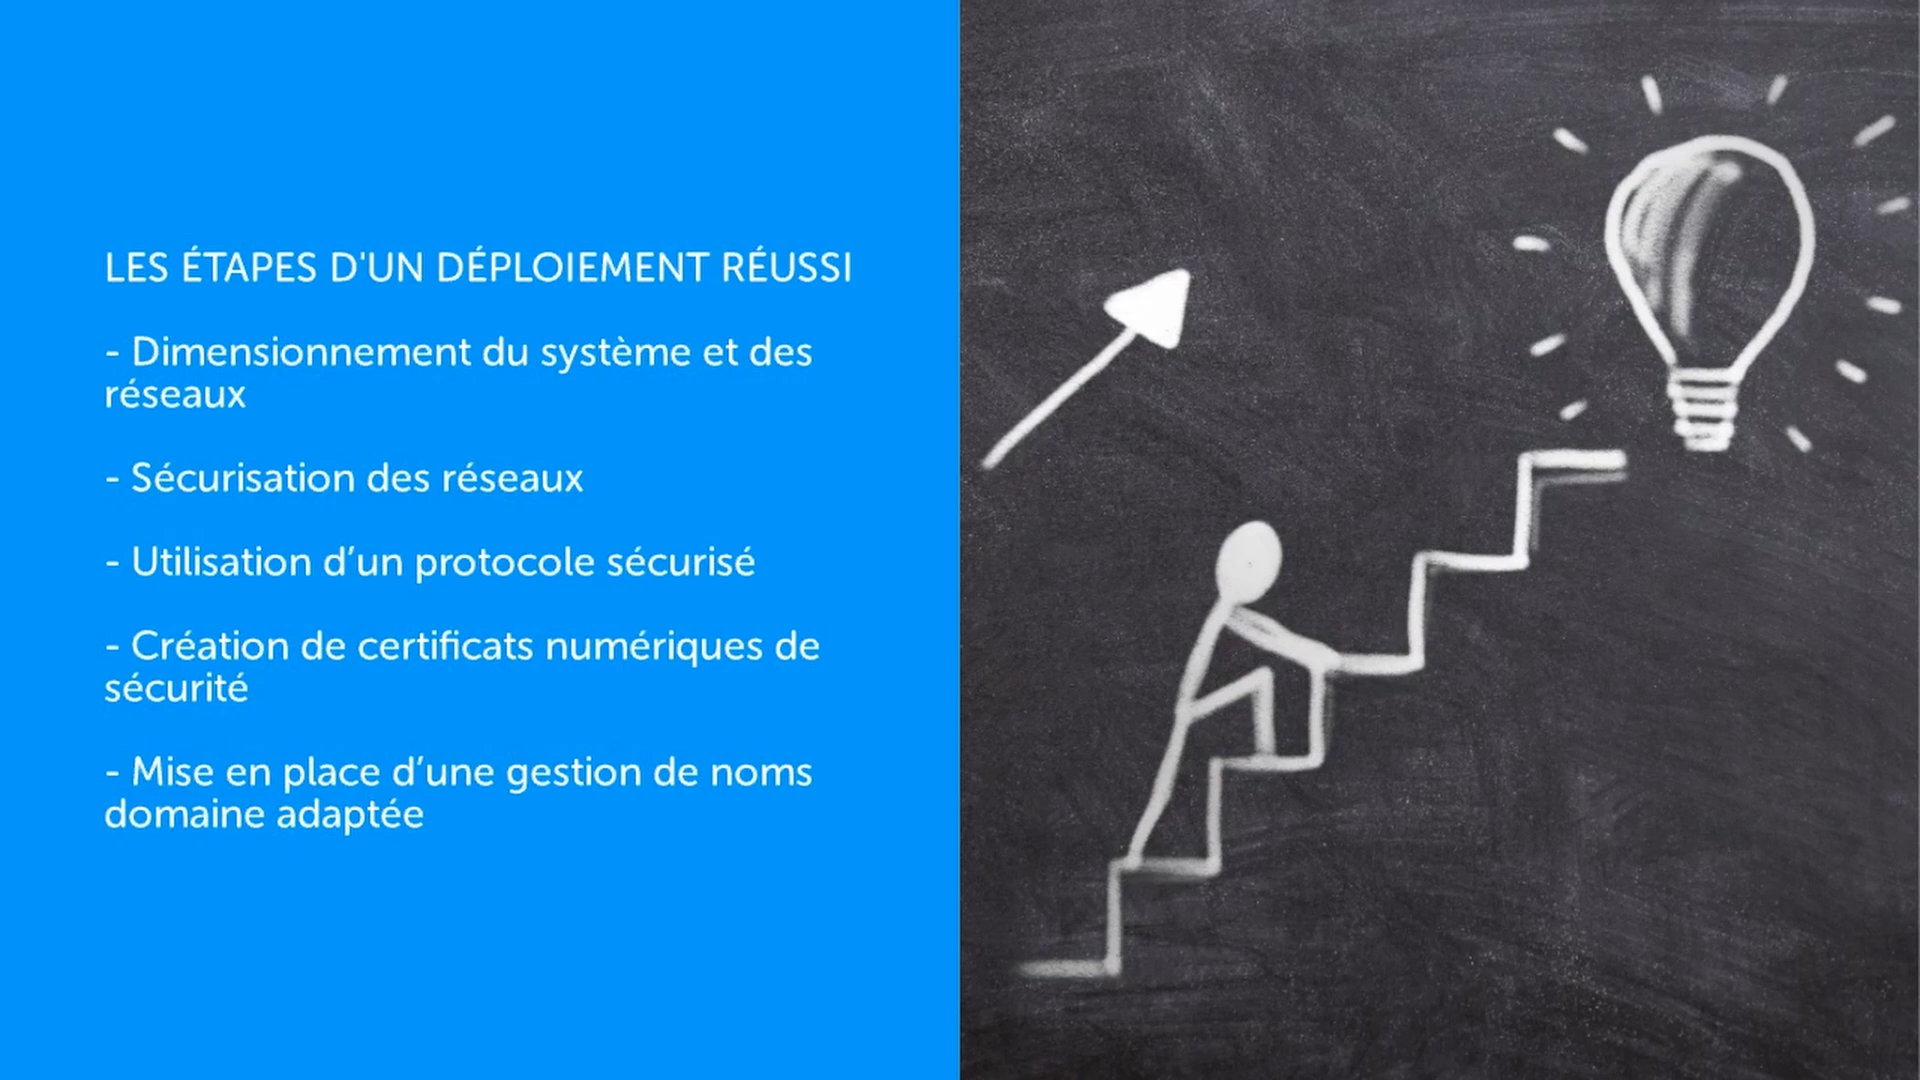 LES ÉTAPES D'UN DÉPLOIEMENT RÉUSSI
- Dimensionnement du système et des
réseaux
- Sécurisation des réseaux
- Utilisation d’un protocole sécurisé
- Création de certificats numériques de
sécurité
- Mise en place d’une gestion de noms
domaine adaptée